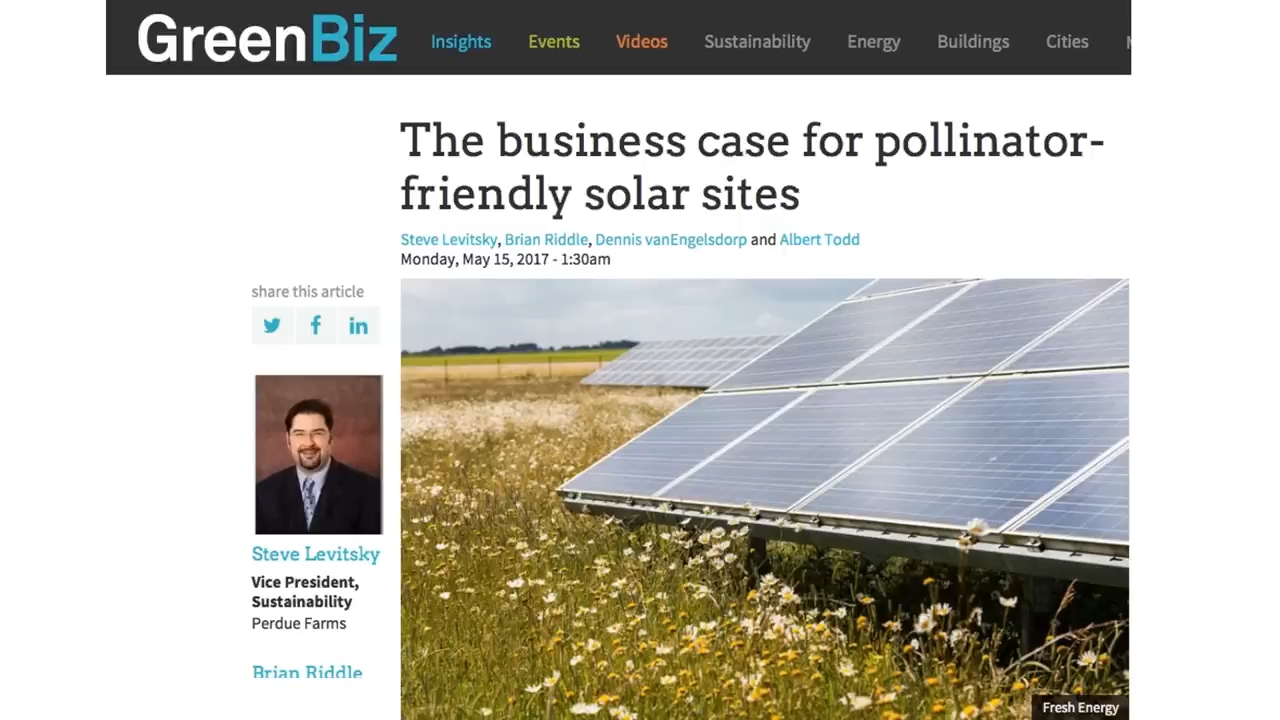 GreenBiz Insights Events Videos Sustainability Energy Buildings Cities
The business case for pollinator-
friendly solar sites
Steve Levitsky, Brian Riddle, Dennis vanEngelsdorp and Albert Todd
Monday, May 15, 2017 - 1:30am
share this article
Steve Levitsky
Vice President,
Sustainability
Perdue Farms
Brian Riddle
Fresh Energy